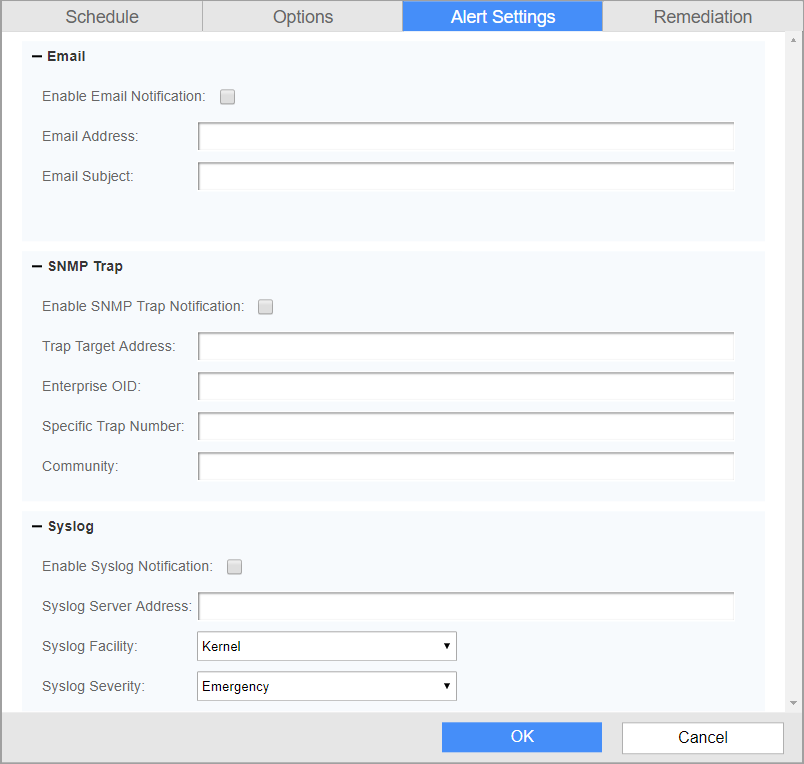 Schedule Options Alert Settings Remediation
Email
Enable Email Notification:
Email Address:
Email Subject:
SNMP Trap
Enable SNMP Trap Notification:
Trap Target Address:
Enterprise OID:
Specific Trap Number:
Community:
Syslog
Enable Syslog Notification:
Syslog Server Address:
Syslog Facility: Kernel
Syslog Severity: Emergency
OK Cancel